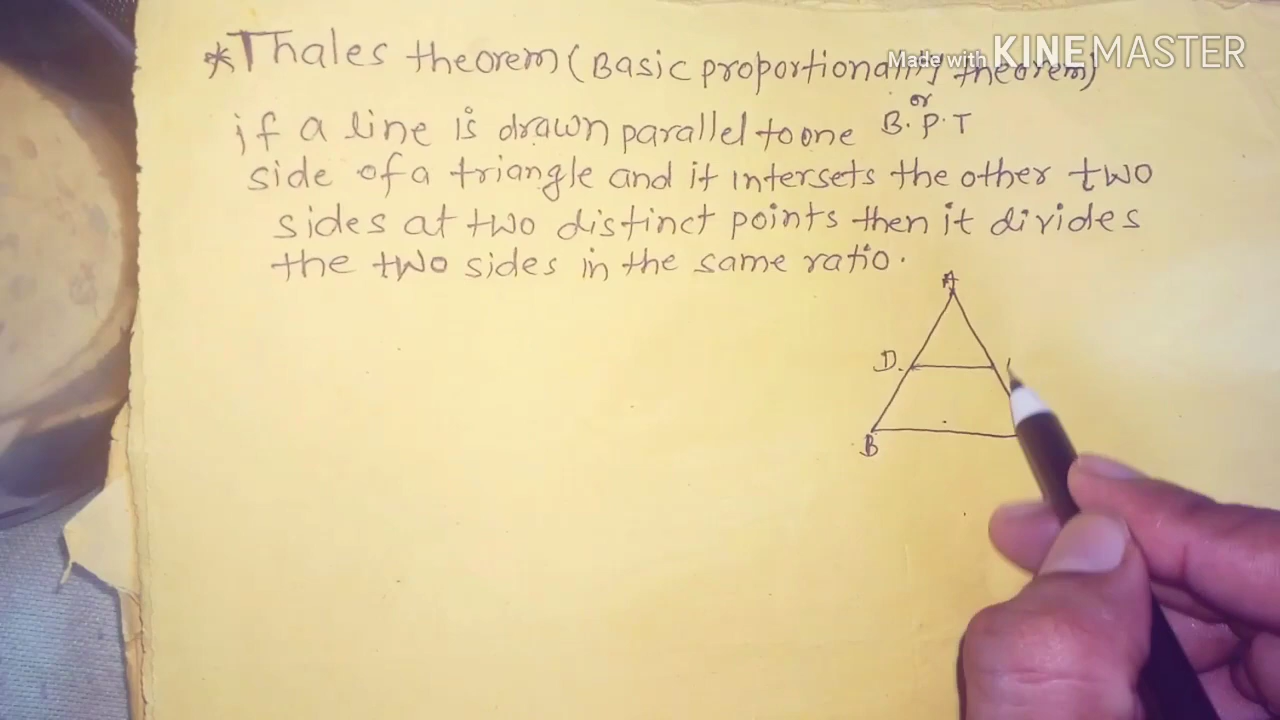 *Thales theorem (Basic proportionality theorem)
Made with KINEMASTER
or
B.P.T
if a line is drawn parallel to one
side of a triangle and it intersets the other two
sides at two distinct points then it divides
the two sides in the same ratio.
A
D
B